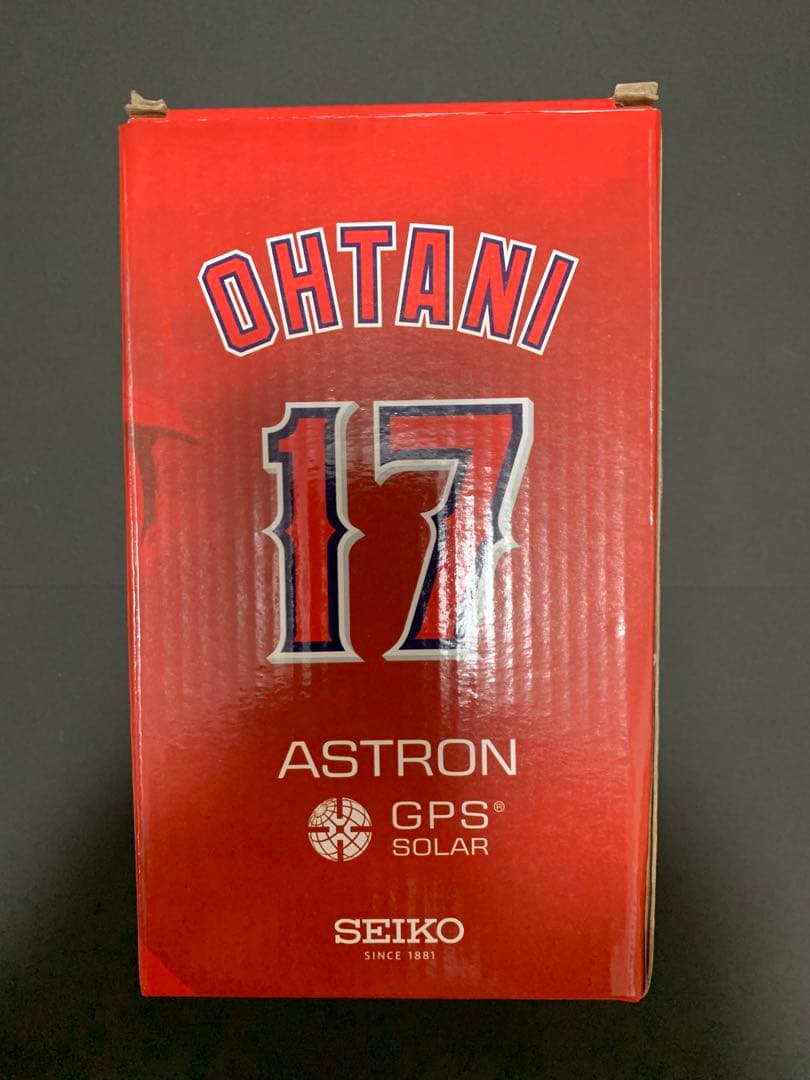 OHTANI
17
ASTRON
GPS®
SOLAR
SEIKO
SINCE 1881